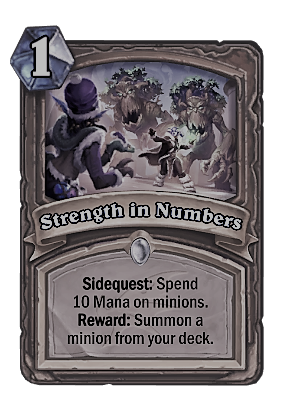 1
Strength in Numbers
Sidequest: Spend
10 Mana on minions.
Reward: Summon a
minion from your deck.